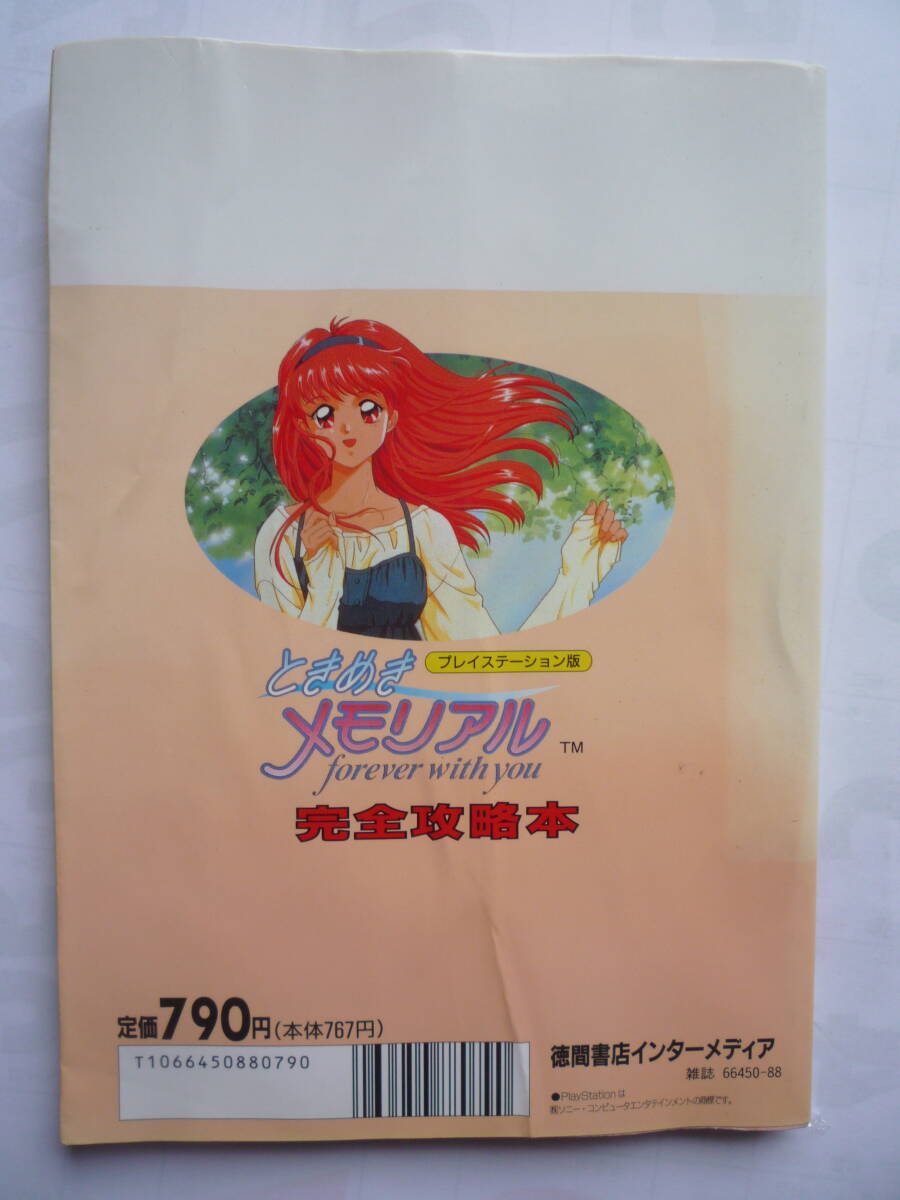 ときめき
プレイステーション版
メモリアル
TM
forever with you
完全攻略本
定価790円(本体767円)
T1066450880790
徳間書店インターメディア
雑誌 66450-88
●PlayStationは
㈱ソニー・コンピュータエンタテインメントの商標です。